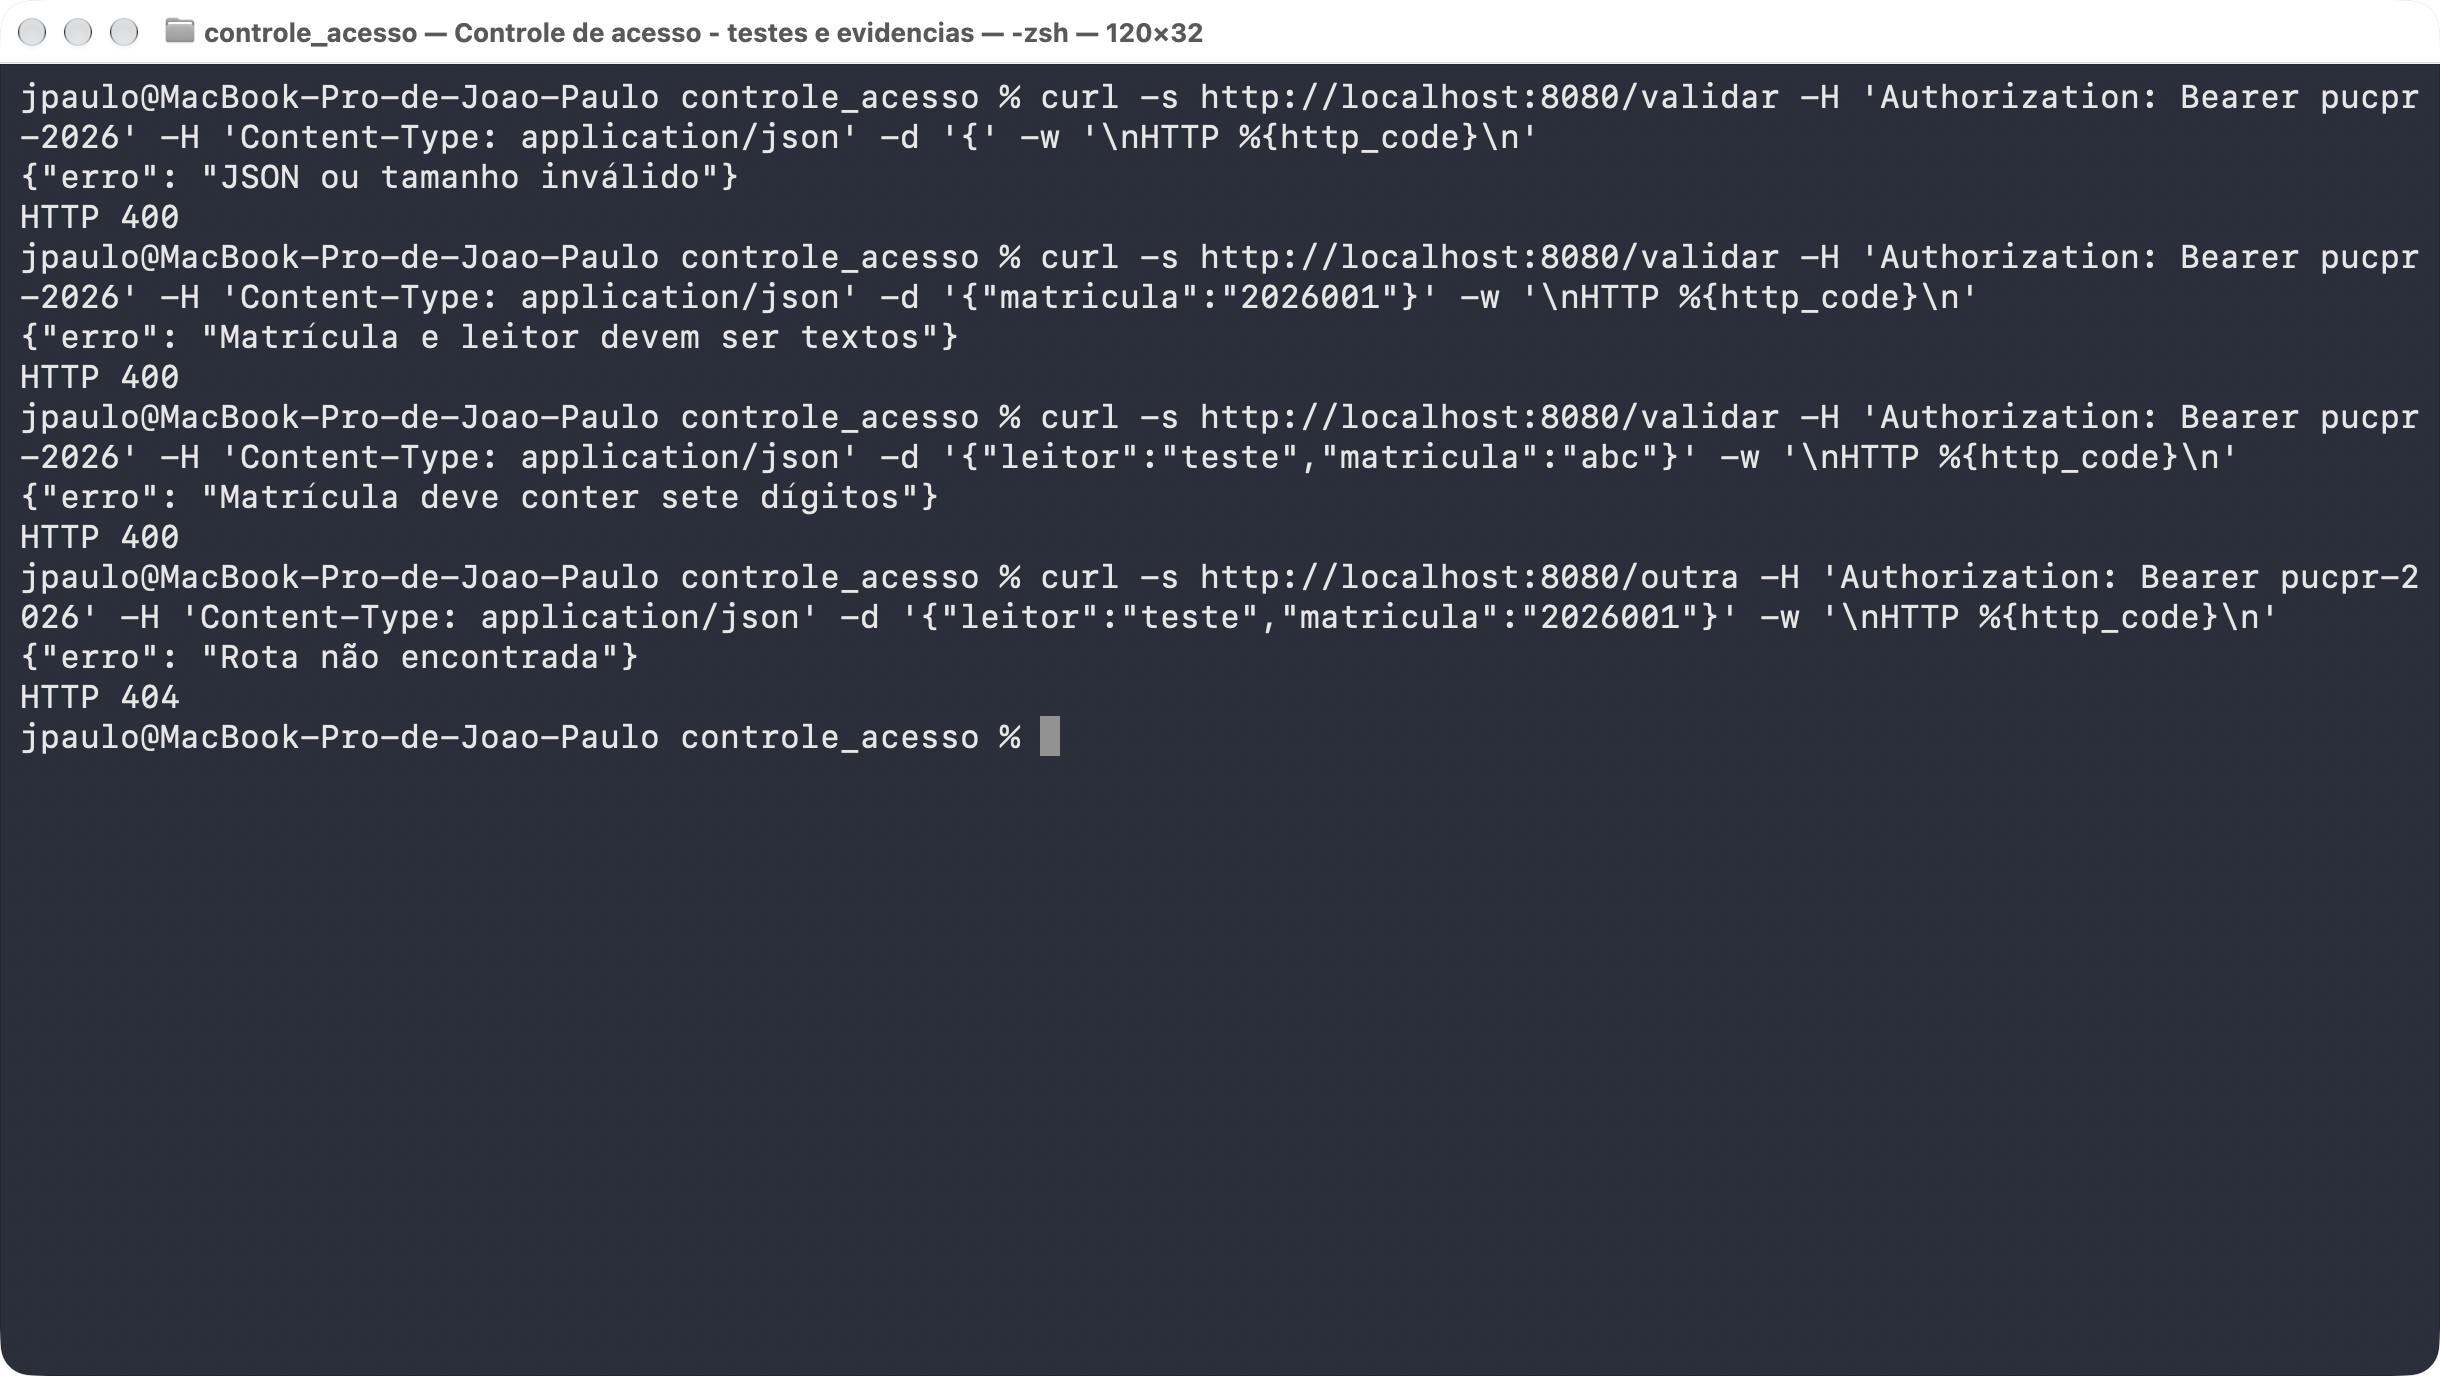 controle_acesso — Controle de acesso - testes e evidencias — -zsh — 120×32
jpaulo@MacBook-Pro-de-Joao-Paulo controle_acesso % curl -s http://localhost:8080/validar -H 'Authorization: Bearer pucpr
-2026' -H 'Content-Type: application/json' -d '{' -w '\nHTTP %{http_code}\n'
{"erro": "JSON ou tamanho inválido"}
HTTP 400
jpaulo@MacBook-Pro-de-Joao-Paulo controle_acesso % curl -s http://localhost:8080/validar -H 'Authorization: Bearer pucpr
-2026' -H 'Content-Type: application/json' -d '{"matricula":"2026001"}' -w '\nHTTP %{http_code}\n'
{"erro": "Matrícula e leitor devem ser textos"}
HTTP 400
jpaulo@MacBook-Pro-de-Joao-Paulo controle_acesso % curl -s http://localhost:8080/validar -H 'Authorization: Bearer pucpr
-2026' -H 'Content-Type: application/json' -d '{"leitor":"teste","matricula":"abc"}' -w '\nHTTP %{http_code}\n'
{"erro": "Matrícula deve conter sete dígitos"}
HTTP 400
jpaulo@MacBook-Pro-de-Joao-Paulo controle_acesso % curl -s http://localhost:8080/outra -H 'Authorization: Bearer pucpr-2
026' -H 'Content-Type: application/json' -d '{"leitor":"teste","matricula":"2026001"}' -w '\nHTTP %{http_code}\n'
{"erro": "Rota não encontrada"}
HTTP 404
jpaulo@MacBook-Pro-de-Joao-Paulo controle_acesso %